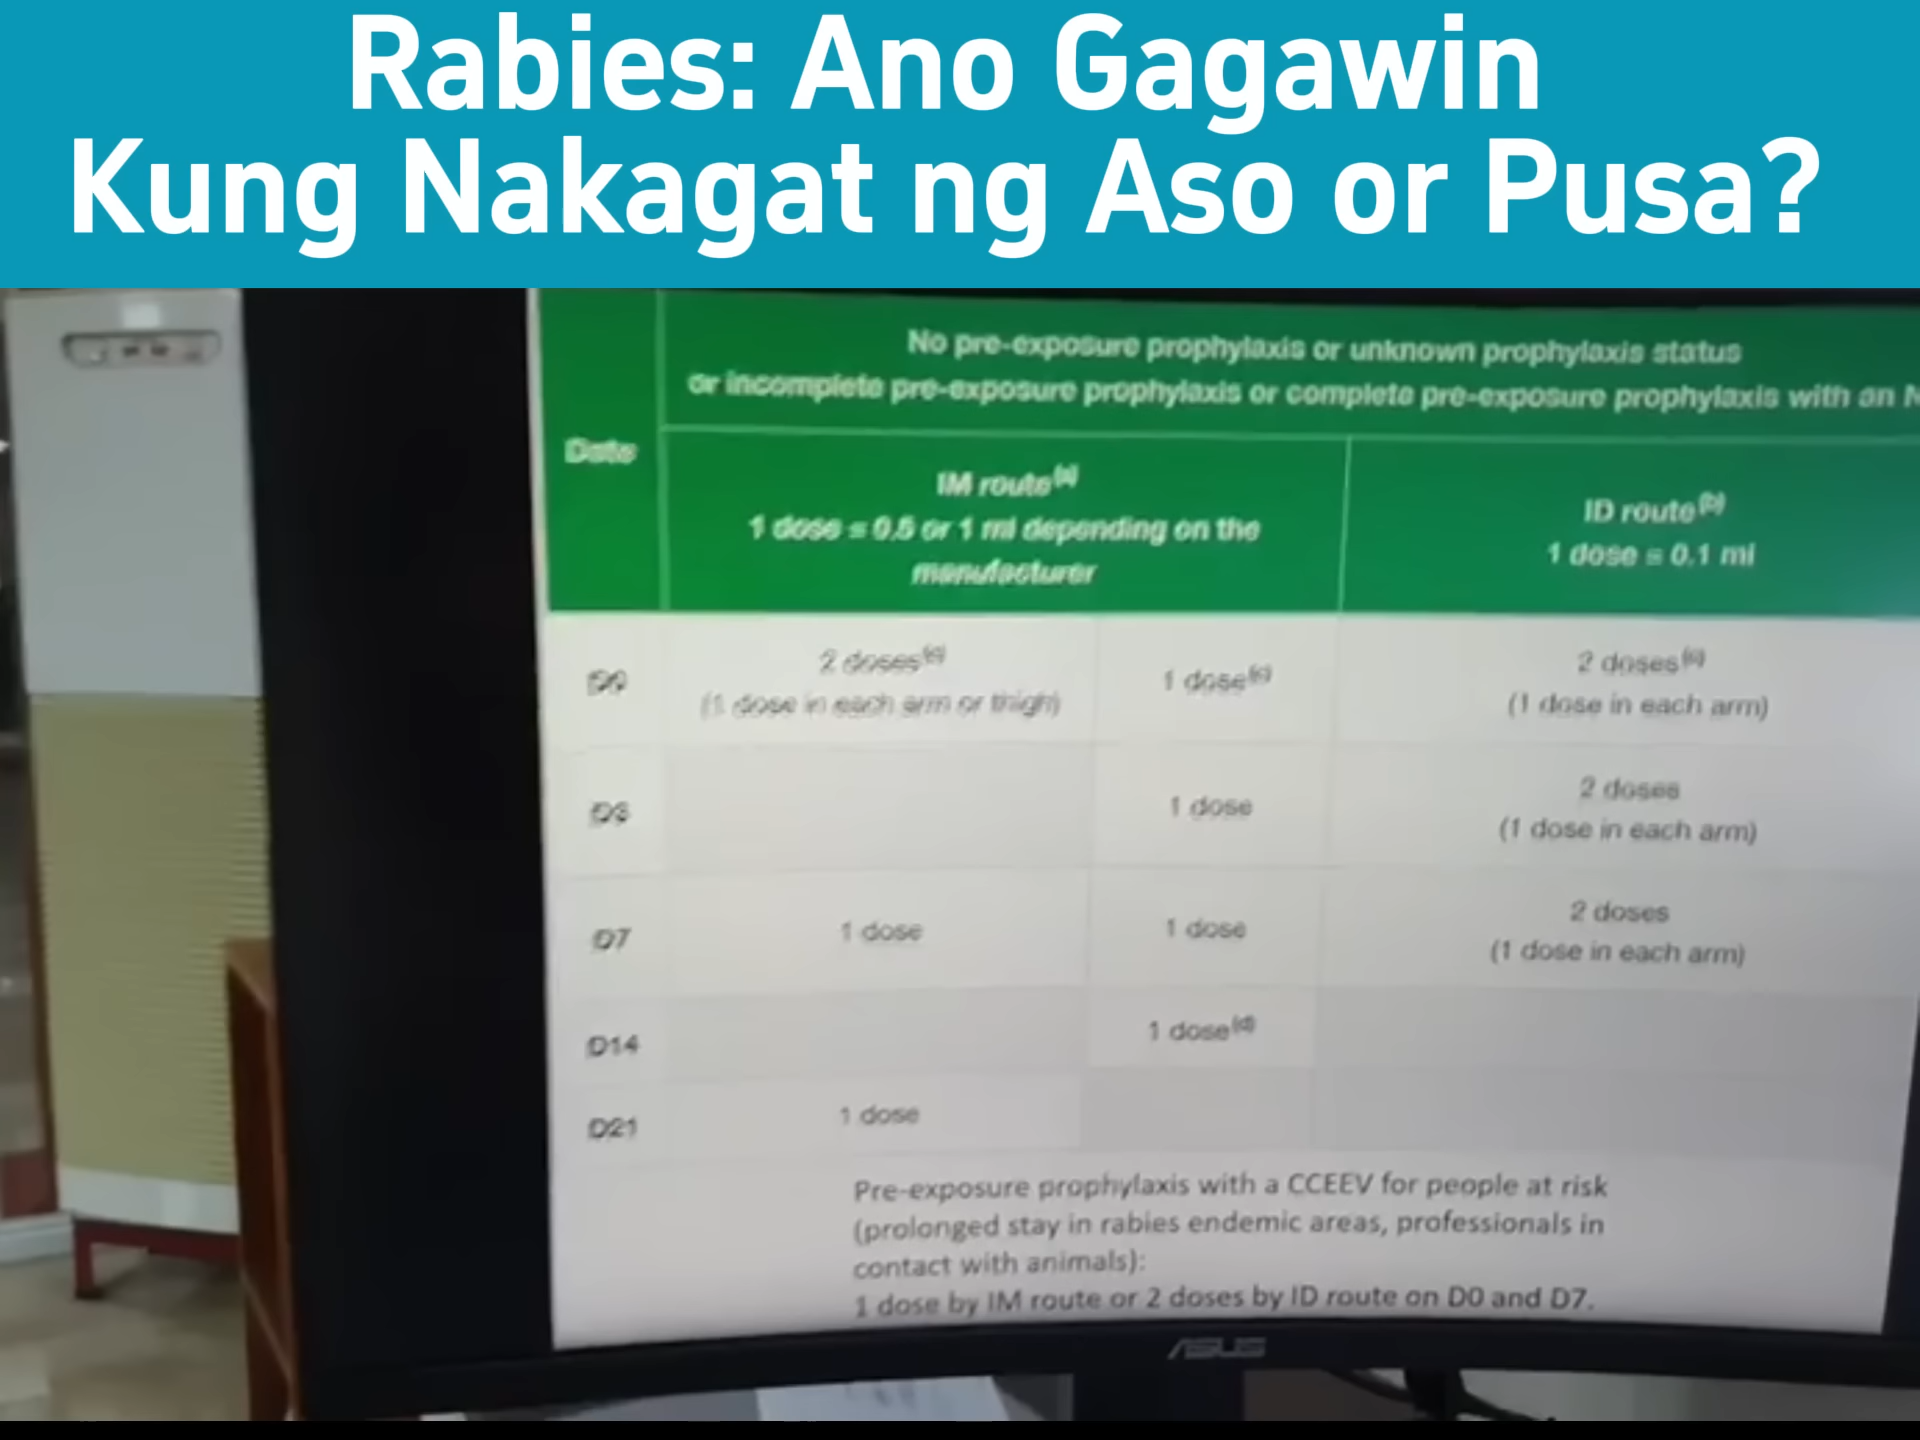 Rabies: Ano Gagawin
Kung Nakagat ng Aso or Pusa?
No pre-exposure prophylaxis or unknown prophylaxis status
or incomplete pre-exposure prophylaxis or complete pre-exposure prophylaxis with an
Date
IM route(a)
1 dose = 0.5 or 1 ml depending on the
manufacturer
ID route(b)
1 dose = 0.1 ml
D0
2 doses(c)
(1 dose in each arm or thigh)
1 dose(c)
2 doses(c)
(1 dose in each arm)
D3
1 dose
2 doses
(1 dose in each arm)
D7
1 dose
1 dose
2 doses
(1 dose in each arm)
D14
1 dose(d)
D21
1 dose
Pre-exposure prophylaxis with a CCEEV for people at risk
(prolonged stay in rabies endemic areas, professionals in
contact with animals):
1 dose by IM route or 2 doses by ID route on D0 and D7.
ASUS